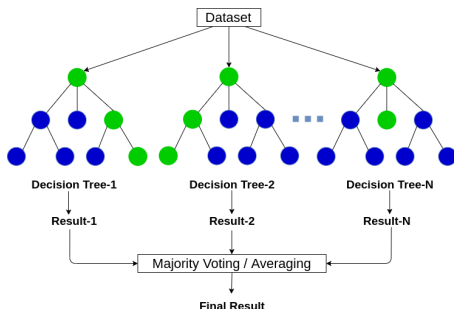 Dataset
Decision Tree-1
Decision Tree-2
Decision Tree-N
Result-1
Result-2
Result-N
Majority Voting / Averaging
Final Result